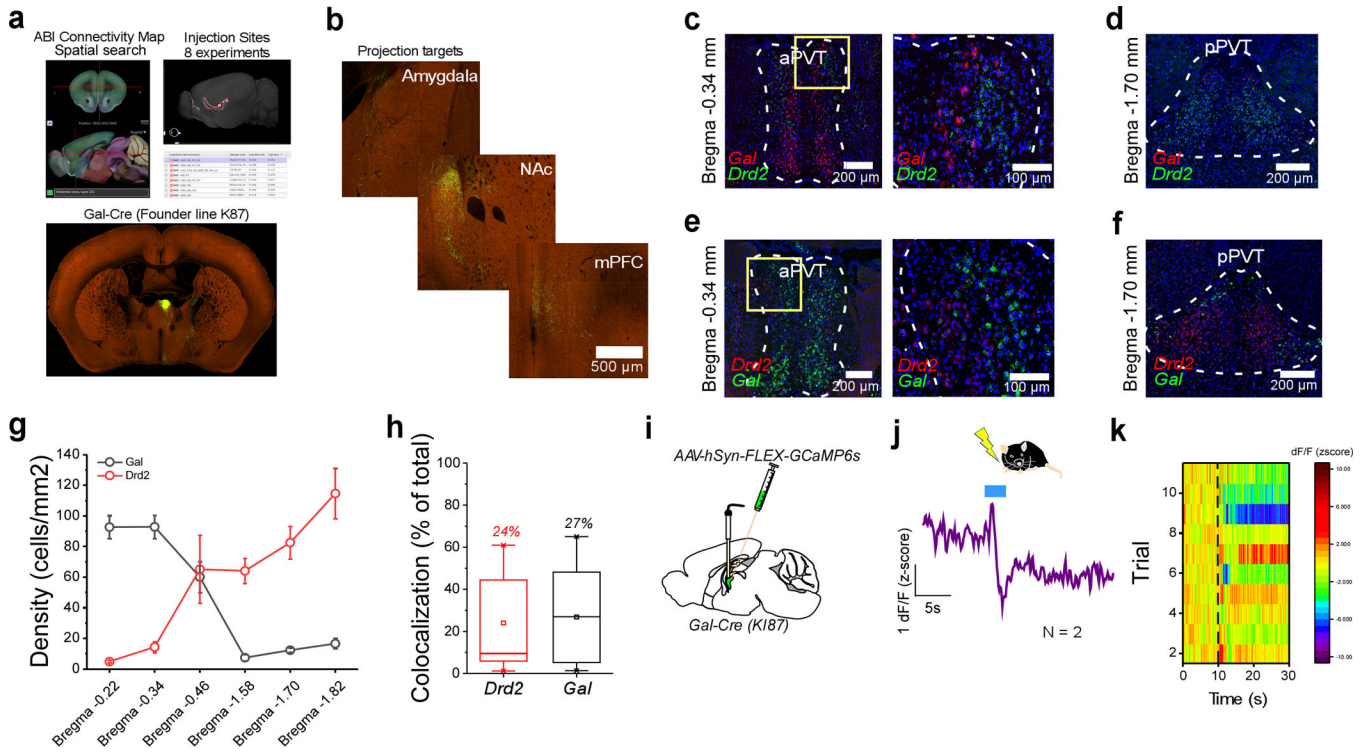 a
ABI Connectivity Map
Spatial search
Injection Sites
8 experiments
Gal-Cre (Founder line K87)
b
Projection targets
Amygdala
NAc
mPFC
500 µm
c
Bregma -0.34 mm
aPVT
Gal
Drd2
200 µm
Gal
Drd2
100 µm
d
Bregma -1.70 mm
pPVT
Gal
Drd2
200 µm
e
Bregma -0.34 mm
aPVT
Drd2
Gal
200 µm
Drd2
Gal
100 µm
f
Bregma -1.70 mm
pPVT
Drd2
Gal
200 µm
g
Density (cells/mm2)
140
120
100
80
60
40
20
0
Gal
Drd2
Bregma -0.22
Bregma -0.34
Bregma -0.46
Bregma -1.58
Bregma -1.70
Bregma -1.82
h
Colocalization (% of total)
100
80
60
40
20
0
24%
27%
Drd2
Gal
i
AAV-hSyn-FLEX-GCaMP6s
Gal-Cre (KI87)
j
1 dF/F (z-score)
5s
N = 2
k
dF/F (zscore)
Trial
10
8
6
4
2
0
10
20
30
Time (s)
10.00
6.000
2.000
-2.000
-6.000
-10.00